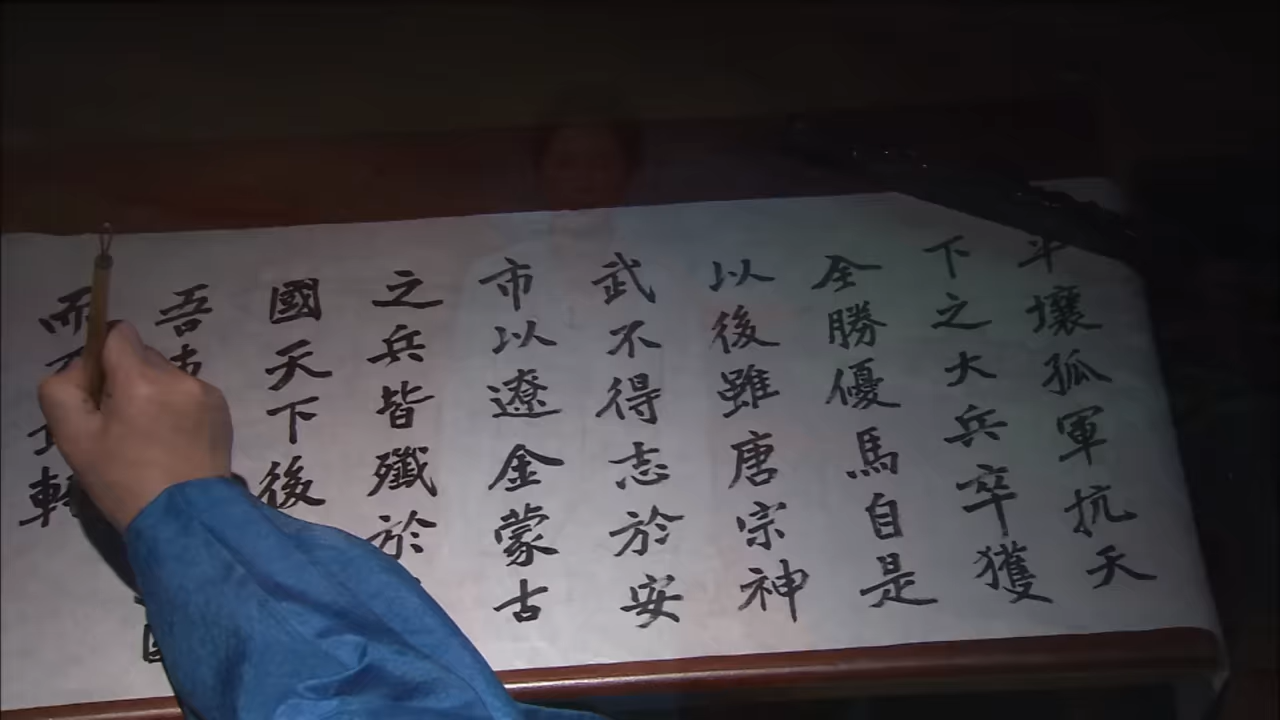 平壤孤軍抗天
下之大兵卒獲
全勝優馬自是
以後雖唐宗神
武不得志於安
市以遼金蒙古
之兵皆殲於
國天下後
吾
而